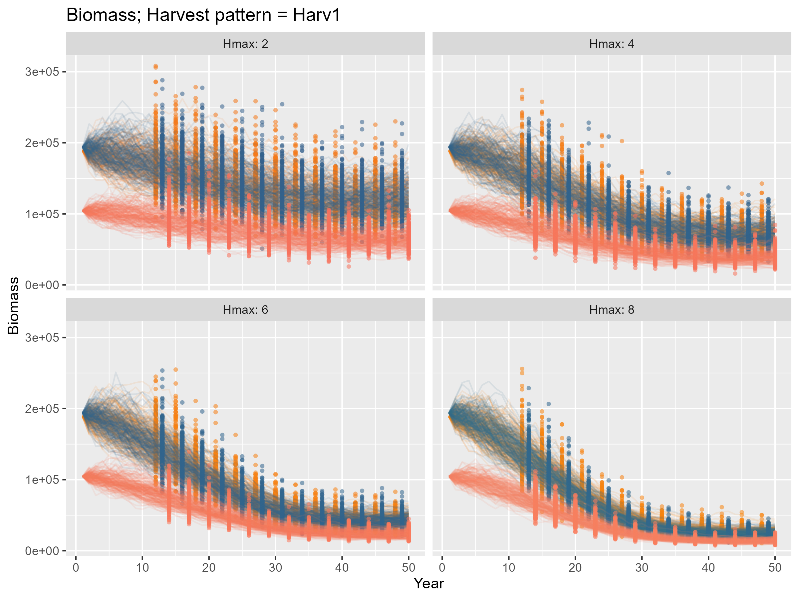 Biomass; Harvest pattern = Harv1
Hmax: 2
Hmax: 4
3e+05
2e+05
1e+05
0e+00
Biomass
Hmax: 6
Hmax: 8
3e+05
2e+05
1e+05
0e+00
0 10 20 30 40 50 0 10 20 30 40 50
Year